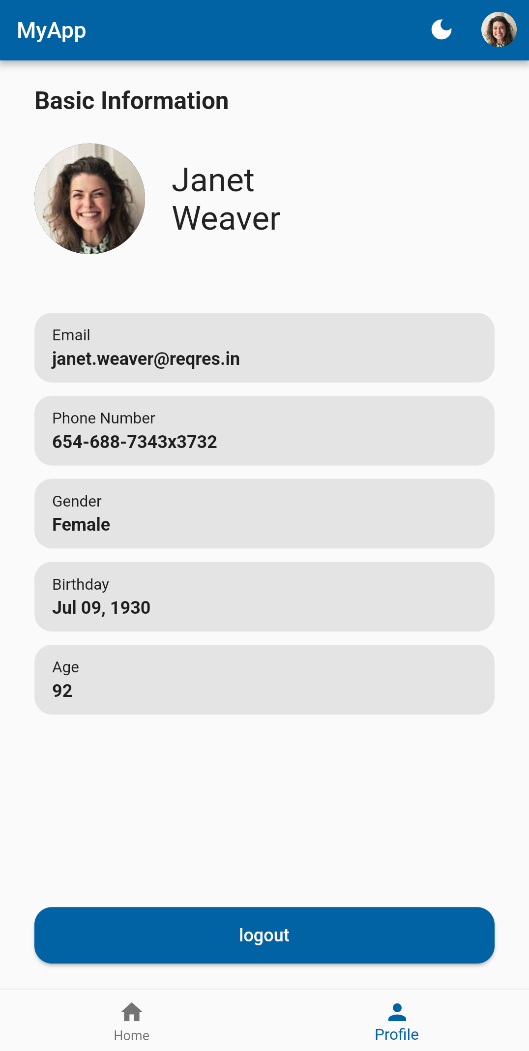 MyApp
Basic Information
Janet
Weaver
Email
janet.weaver@reqres.in
Phone Number
654-688-7343x3732
Gender
Female
Birthday
Jul 09, 1930
Age
92
logout
Home
Profile